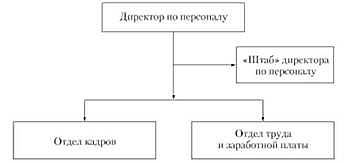 Директор по персоналу
«Штаб» директора
по персоналу
Отдел кадров
Отдел труда
и заработной платы